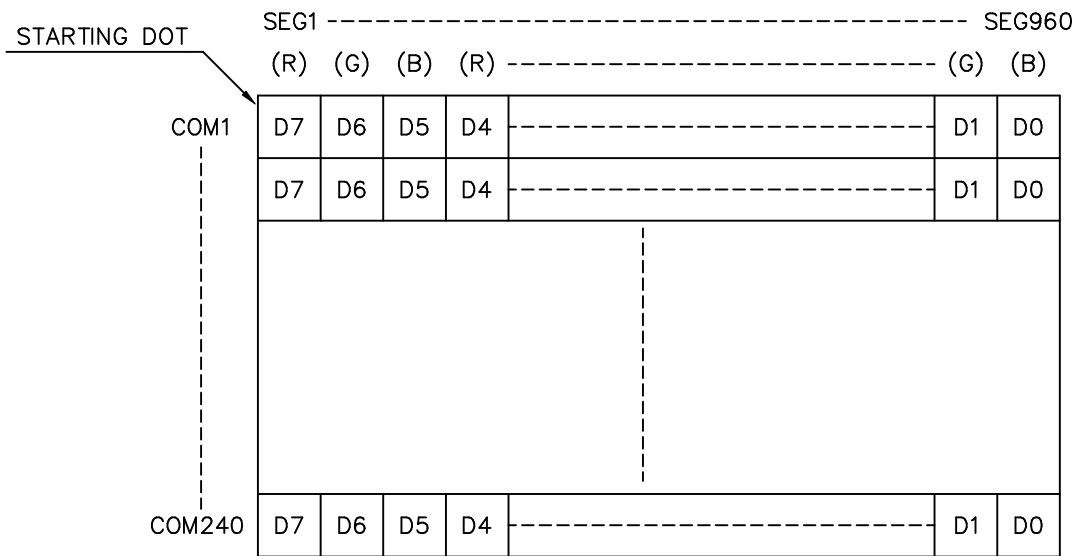 SEG1 SEG960
STARTING DOT
(R) (G) (B) (R) (G) (B)
COM1 D7 D6 D5 D4 D1 D0
D7 D6 D5 D4 D1 D0
COM240 D7 D6 D5 D4 D1 D0